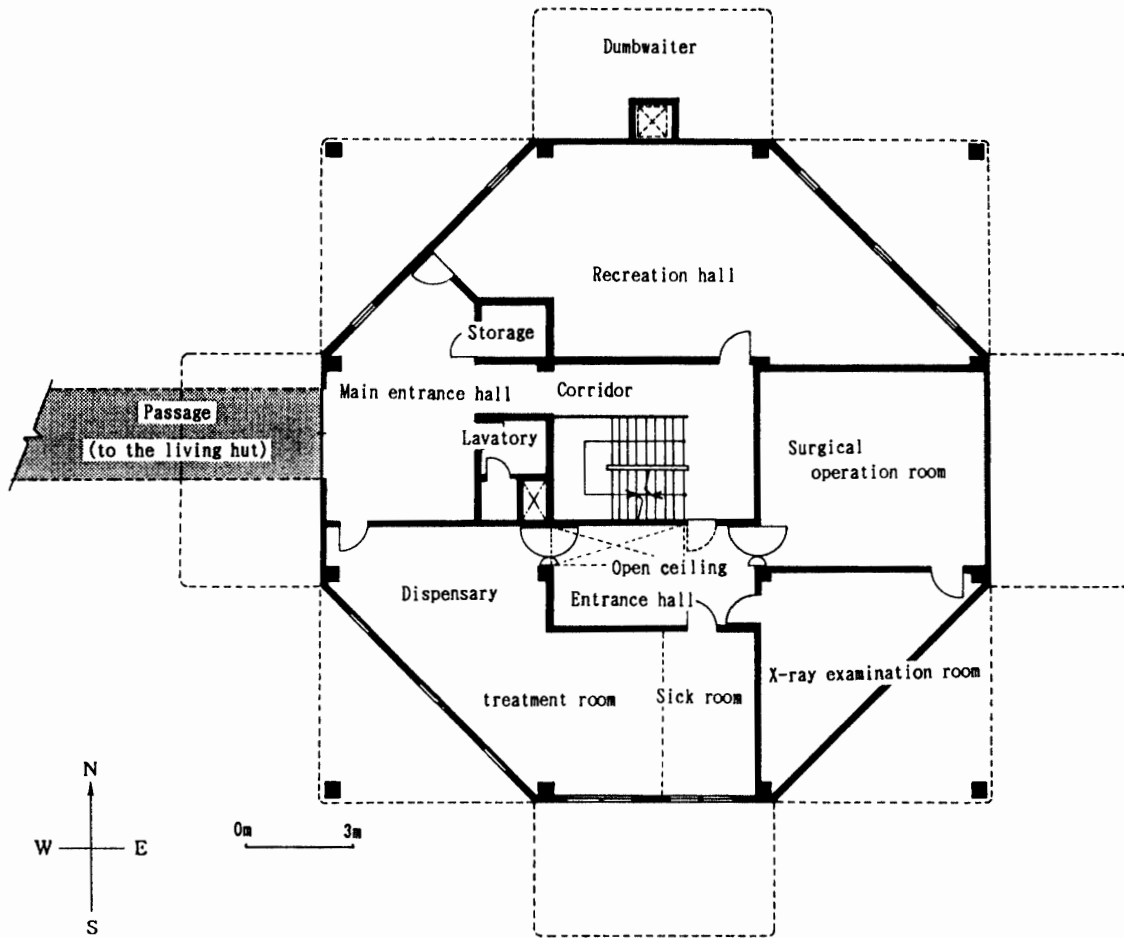 Dumbwaiter
Recreation hall
Storage
Main entrance hall
Corridor
Passage
(to the living hut)
Lavatory
Surgical
operation room
Open ceiling
Dispensary
Entrance hall
X-ray examination room
treatment room
Sick room
N
W
E
S
0m
3m